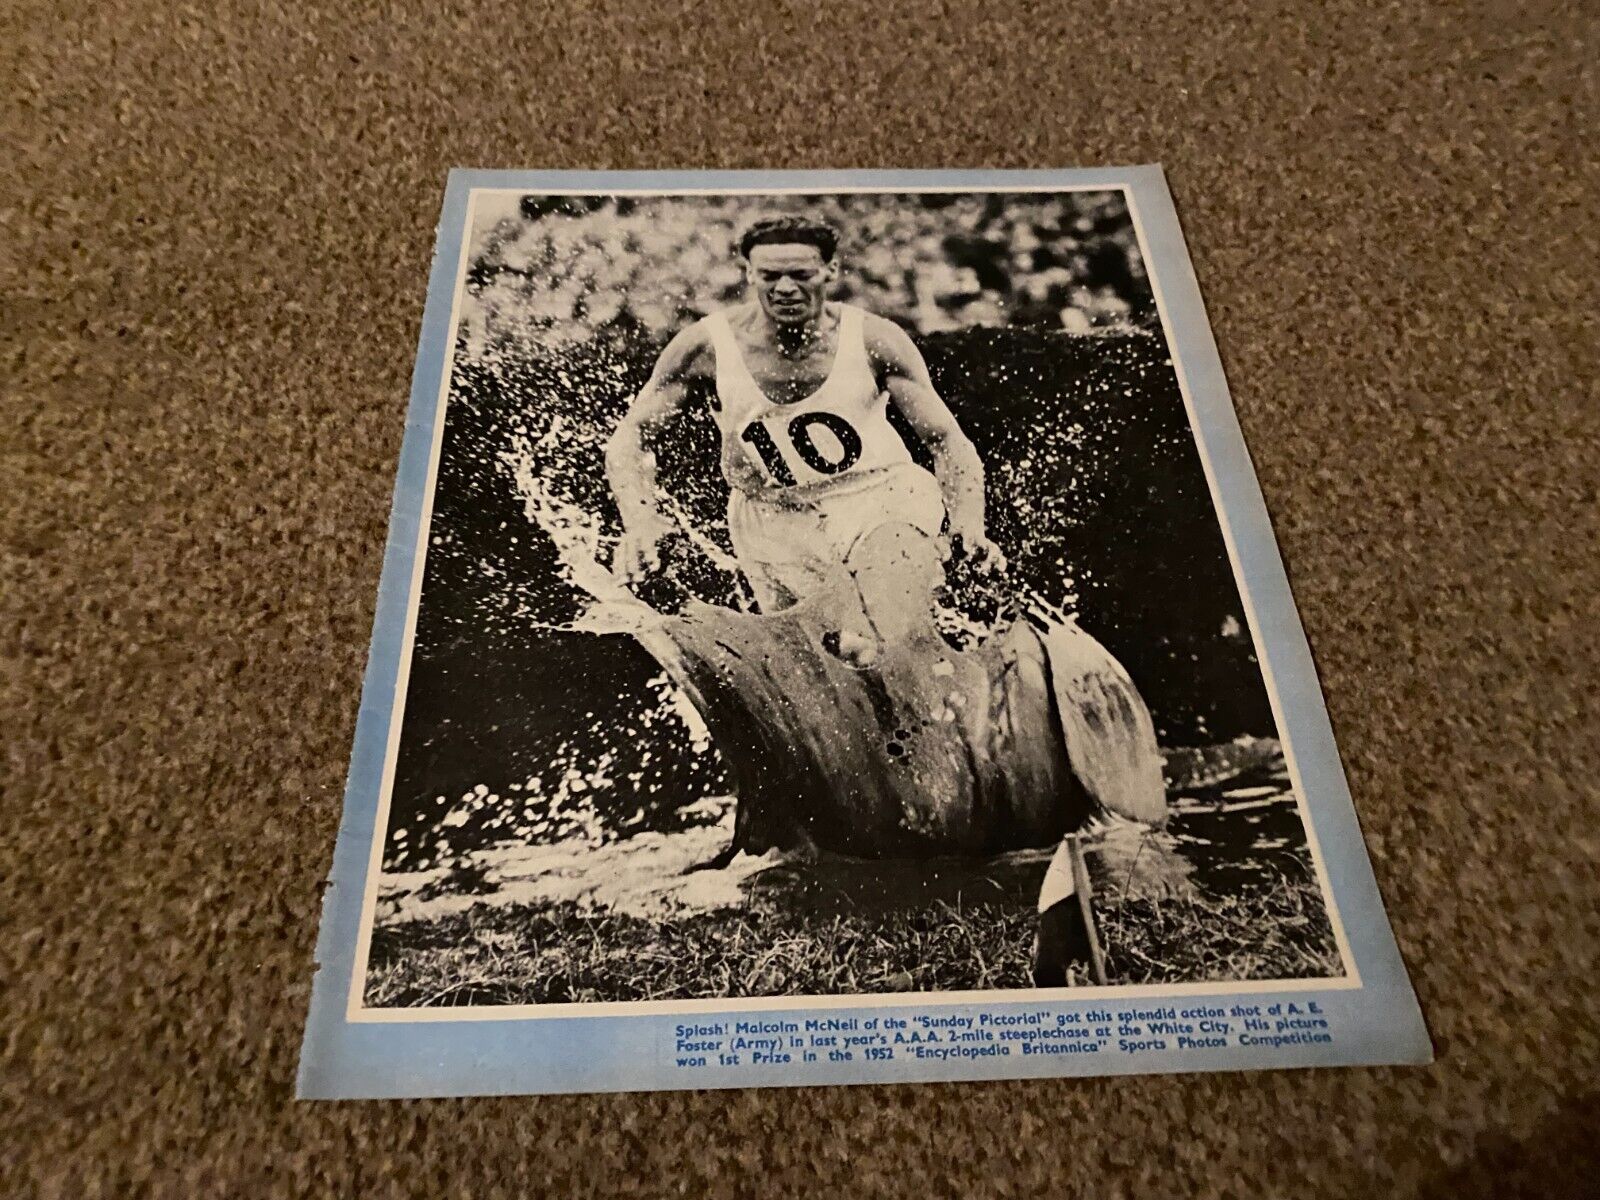 10
Splash! Malcolm McNeil of the "Sunday Pictorial" got this splendid action shot of A. E.
Foster (Army) in last year's A.A.A. 2-mile steeplechase at the White City. His picture
won 1st Prize in the 1952 "Encyclopedia Britannica" Sports Photos Competition